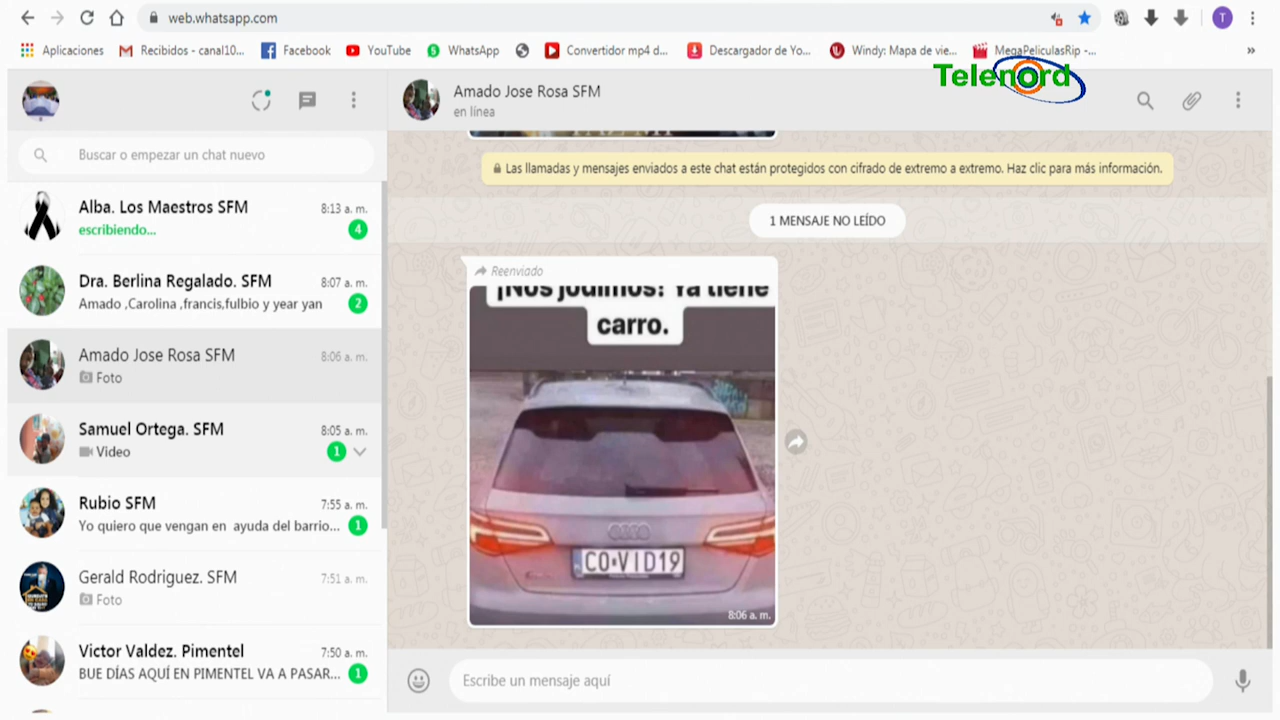 web.whatsapp.com
T
Aplicaciones
Recibidos - canal10...
Facebook
YouTube
WhatsApp
Convertidor mp4 d...
Descargador de Yo...
Windy: Mapa de vie...
MegaPeliculasRip -...
»
Telenord
Amado Jose Rosa SFM
en línea
Buscar o empezar un chat nuevo
Alba. Los Maestros SFM
8:13 a. m.
escribiendo...
4
Dra. Berlina Regalado. SFM
8:07 a. m.
Amado ,Carolina ,francis,fulbio y year yan
2
Amado Jose Rosa SFM
8:06 a. m.
Foto
Samuel Ortega. SFM
8:05 a. m.
Video
1
Rubio SFM
7:55 a. m.
Yo quiero que vengan en ayuda del barrio...
1
Gerald Rodriguez. SFM
7:51 a. m.
Foto
Victor Valdez. Pimentel
7:50 a. m.
BUE DÍAS AQUÍ EN PIMENTEL VA A PASAR...
1
Las llamadas y mensajes enviados a este chat están protegidos con cifrado de extremo a extremo. Haz clic para más información.
1 MENSAJE NO LEÍDO
Reenviado
¡Nos jodimos! Ya tiene
carro.
CO VID19
8:06 a. m.
Escribe un mensaje aquí